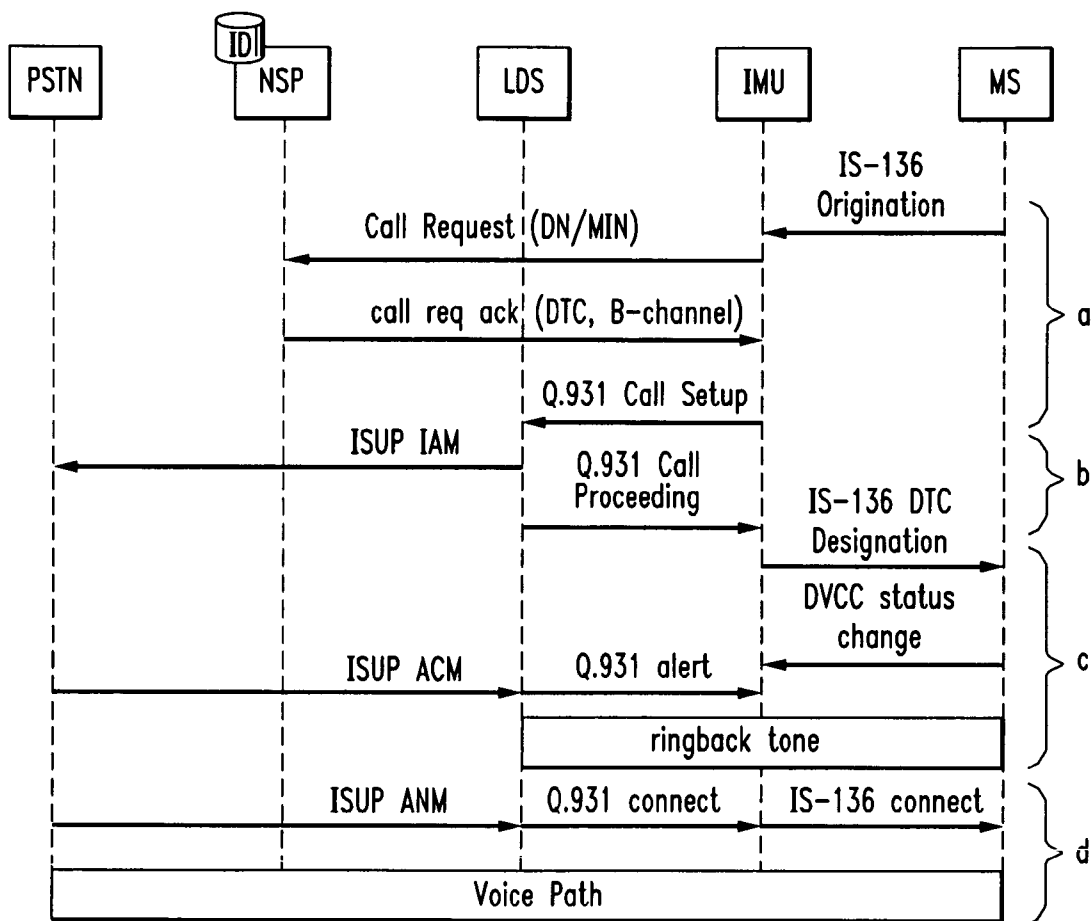 ID
PSTN
NSP
LDS
IMU
MS
IS-136
Origination
Call Request (DN/MIN)
call req ack (DTC, B-channel)
a
Q.931 Call Setup
ISUP IAM
Q.931 Call
Proceeding
b
IS-136 DTC
Designation
DVCC status
change
ISUP ACM
Q.931 alert
c
ringback tone
ISUP ANM
Q.931 connect
IS-136 connect
d
Voice Path